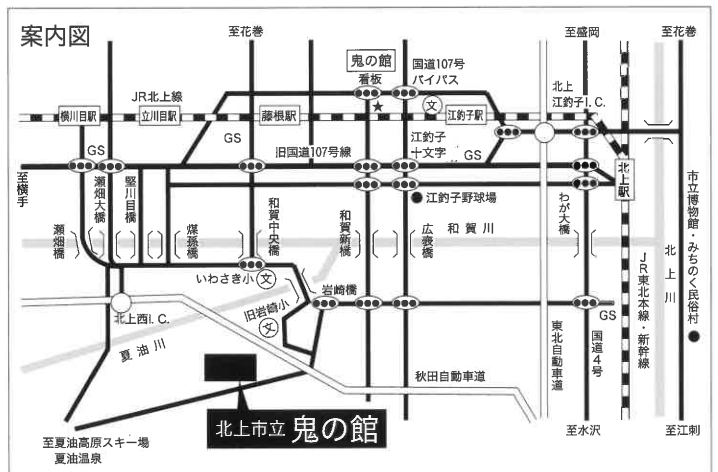 案内図
至花巻
至盛岡
至花巻
鬼の館
看板
国道107号
バイパス
JR北上線
横川目駅
立川目駅
藤根駅
文
江釣子駅
北上
江釣子I.C.
GS
GS
旧国道107号線
江釣子
十文字
GS
北上駅
至横手
瀬畑大橋
堅川目橋
江釣子野球場
瀬畑橋
煤孫橋
和賀中央橋
和賀新橋
広表橋
和賀川
わが大橋
北上川
市立博物館・みちのく民俗村
いわさき小
文
岩崎橋
旧岩崎小
文
北上西I.C.
夏油川
GS
国道4号
東北自動車道
JR東北本線・新幹線
秋田自動車道
北上市立 鬼の館
至夏油高原スキー場
夏油温泉
至水沢
至江刺